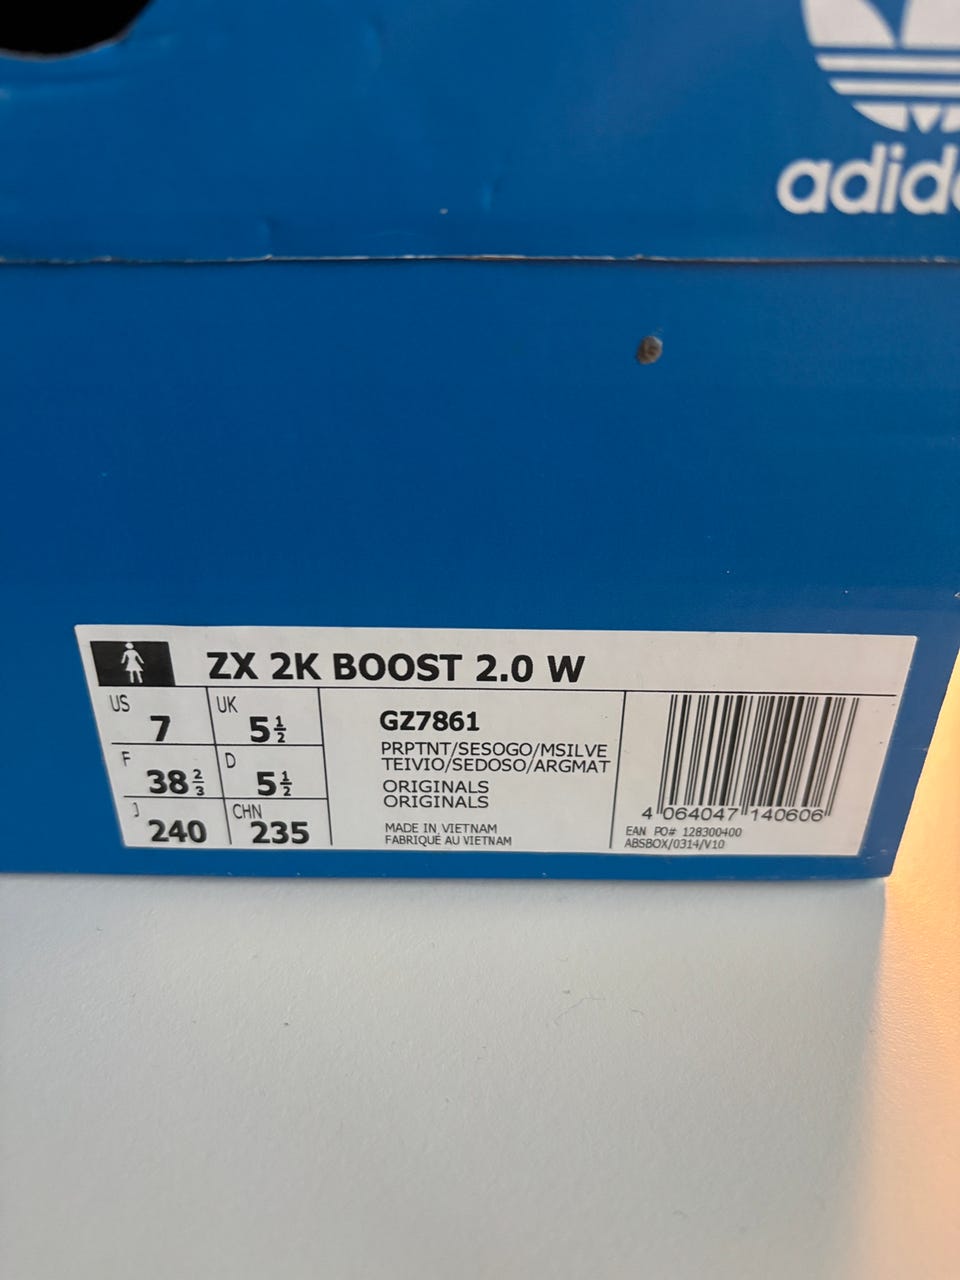 adidas
ZX 2K BOOST 2.0 W
US 7 UK 5½
F 38⅔ D 5½
J 240 CHN 235
GZ7861
PRPTNT/SESOGO/MSILVE
TEIVIO/SEDOSO/ARGMAT
ORIGINALS
ORIGINALS
MADE IN VIETNAM
FABRIQUÉ AU VIETNAM
4 064047 140606
EAN PO# 128300400
ABSBOX/0314/V10